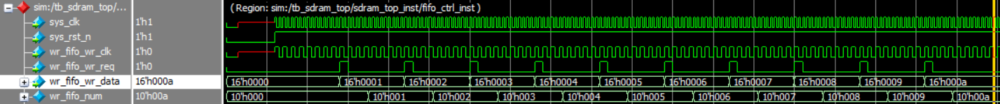 sim:/tb_sdram_top/... (Region: sim:/tb_sdram_top/sdram_top_inst/fifo_ctrl_inst)
sys_clk 1'h1
sys_rst_n 1'h1
wr_fifo_wr_clk 1'h0
wr_fifo_wr_req 1'h0
wr_fifo_wr_data 16'h000a 16'h0000 16'h0001 16'h0002 16'h0003 16'h0004 16'h0005 16'h0006 16'h0007 16'h0008 16'h0009 16'h000a
wr_fifo_num 10'h00a 10'h000 10'h001 10'h002 10'h003 10'h004 10'h005 10'h006 10'h007 10'h008 10'h009 10'h00a